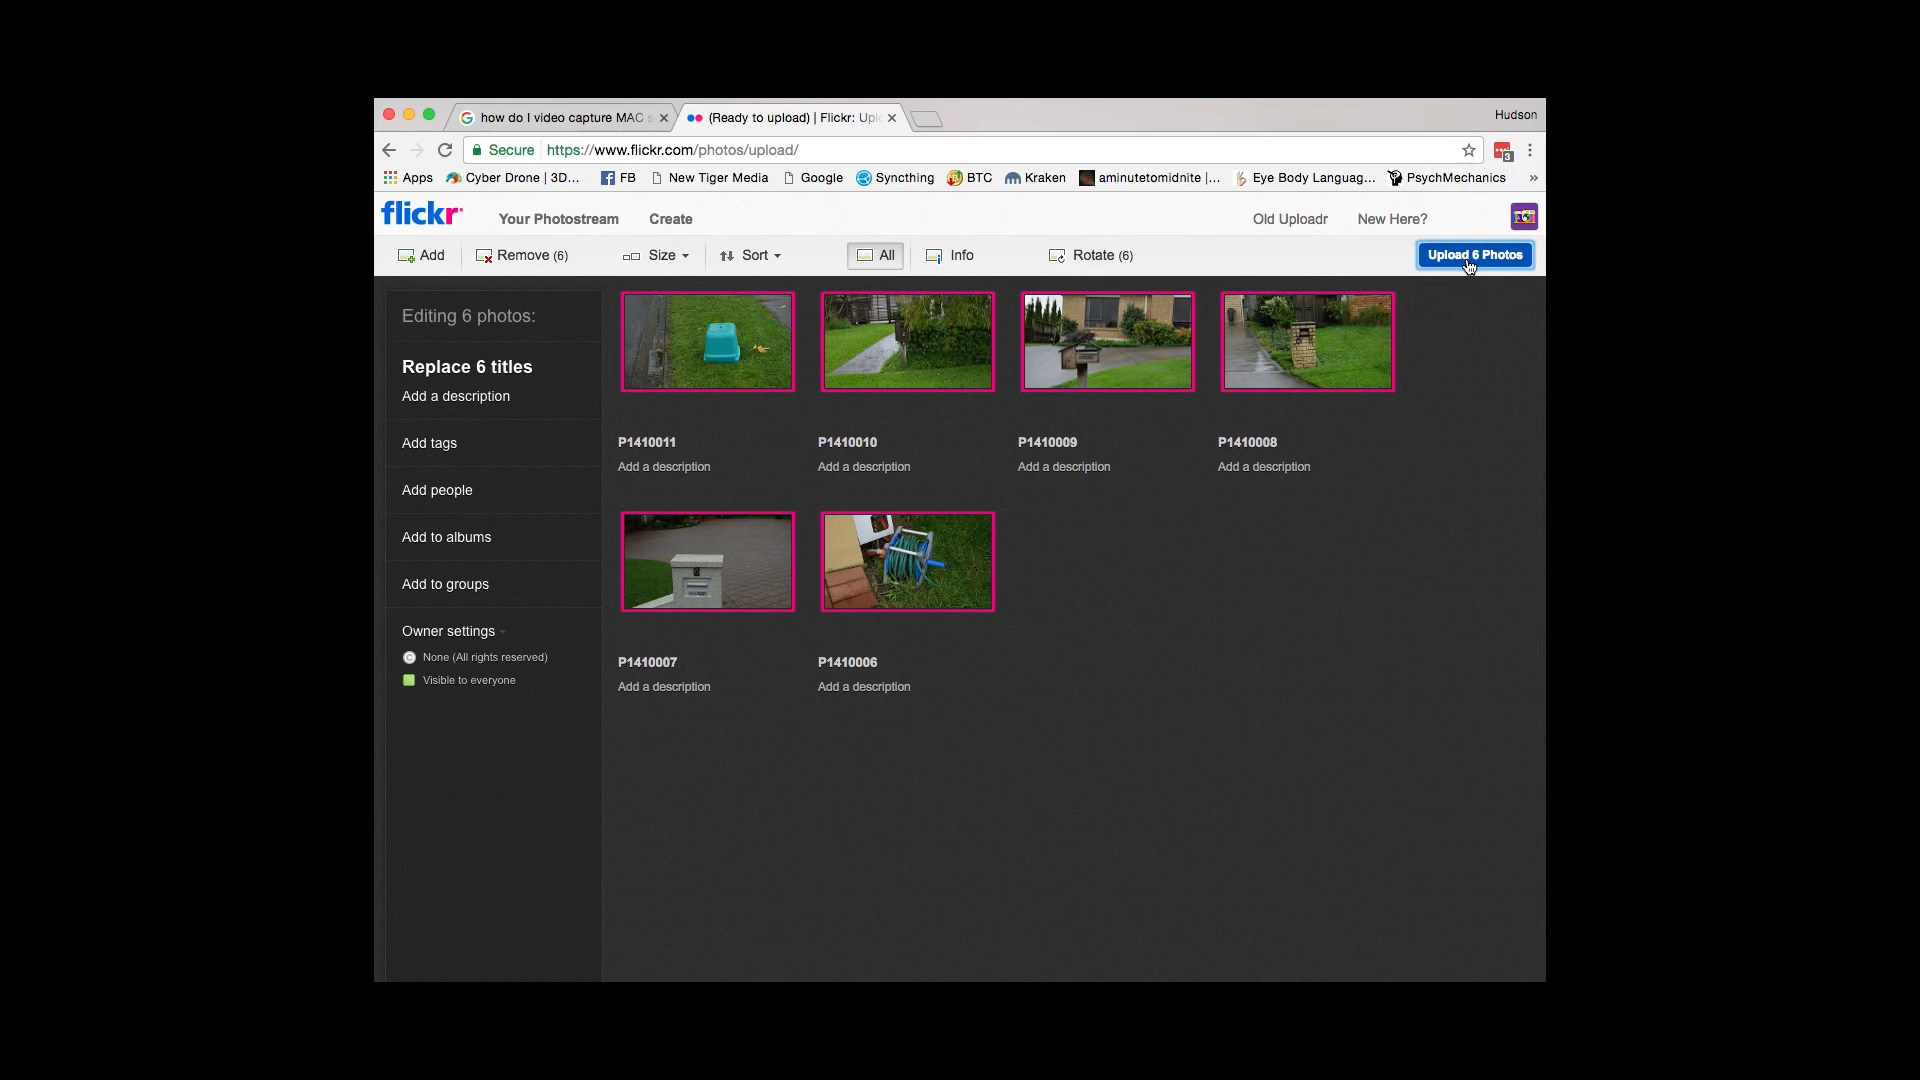 how do I video capture MAC s
(Ready to upload) | Flickr: Uplo
Hudson
Secure https://www.flickr.com/photos/upload/
3
Apps Cyber Drone | 3D... FB New Tiger Media Google Syncthing BTC Kraken aminutetomidnite |... Eye Body Languag... PsychMechanics »
flickr Your Photostream Create Old Uploadr New Here?
Add Remove (6) Size Sort All Info Rotate (6) Upload 6 Photos
Editing 6 photos:
Replace 6 titles
Add a description
Add tags
Add people
Add to albums
Add to groups
Owner settings
None (All rights reserved)
Visible to everyone
P1410011 P1410010 P1410009 P1410008
Add a description Add a description Add a description Add a description
P1410007 P1410006
Add a description Add a description